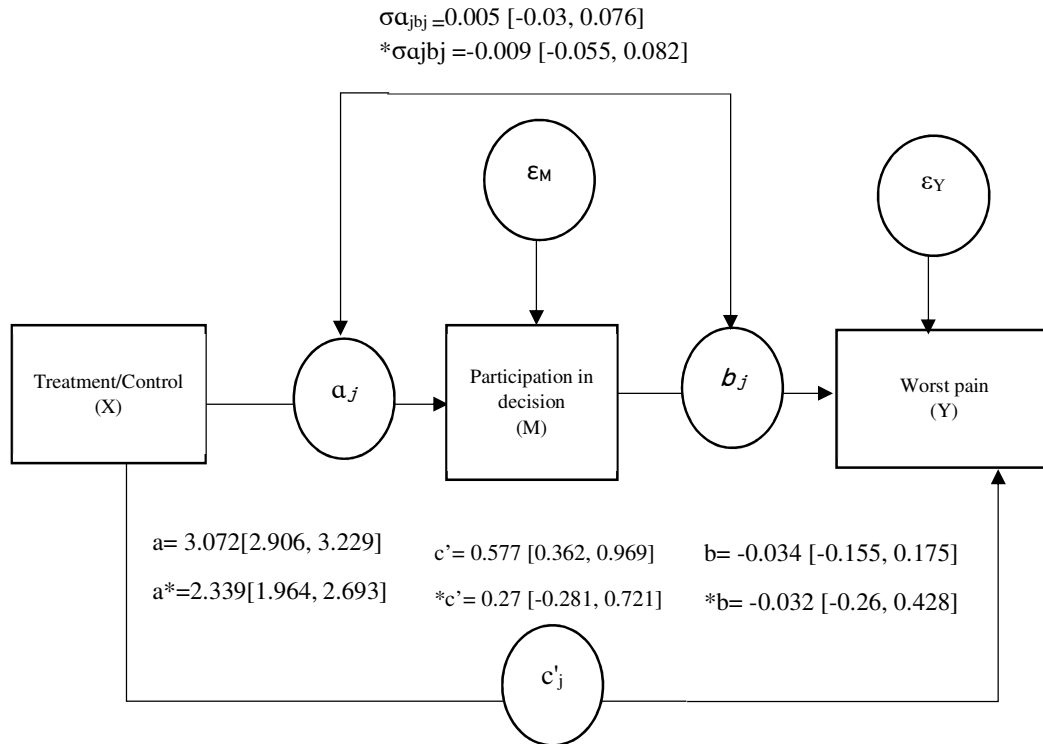 σɑjbj =0.005 [-0.03, 0.076]
*σɑjbj =-0.009 [-0.055, 0.082]
εM
εY
Treatment/Control
(X)
ɑj
Participation in
decision
(M)
bj
Worst pain
(Y)
a= 3.072[2.906, 3.229]
a*=2.339[1.964, 2.693]
c’= 0.577 [0.362, 0.969]
*c’= 0.27 [-0.281, 0.721]
b= -0.034 [-0.155, 0.175]
*b= -0.032 [-0.26, 0.428]
c'j